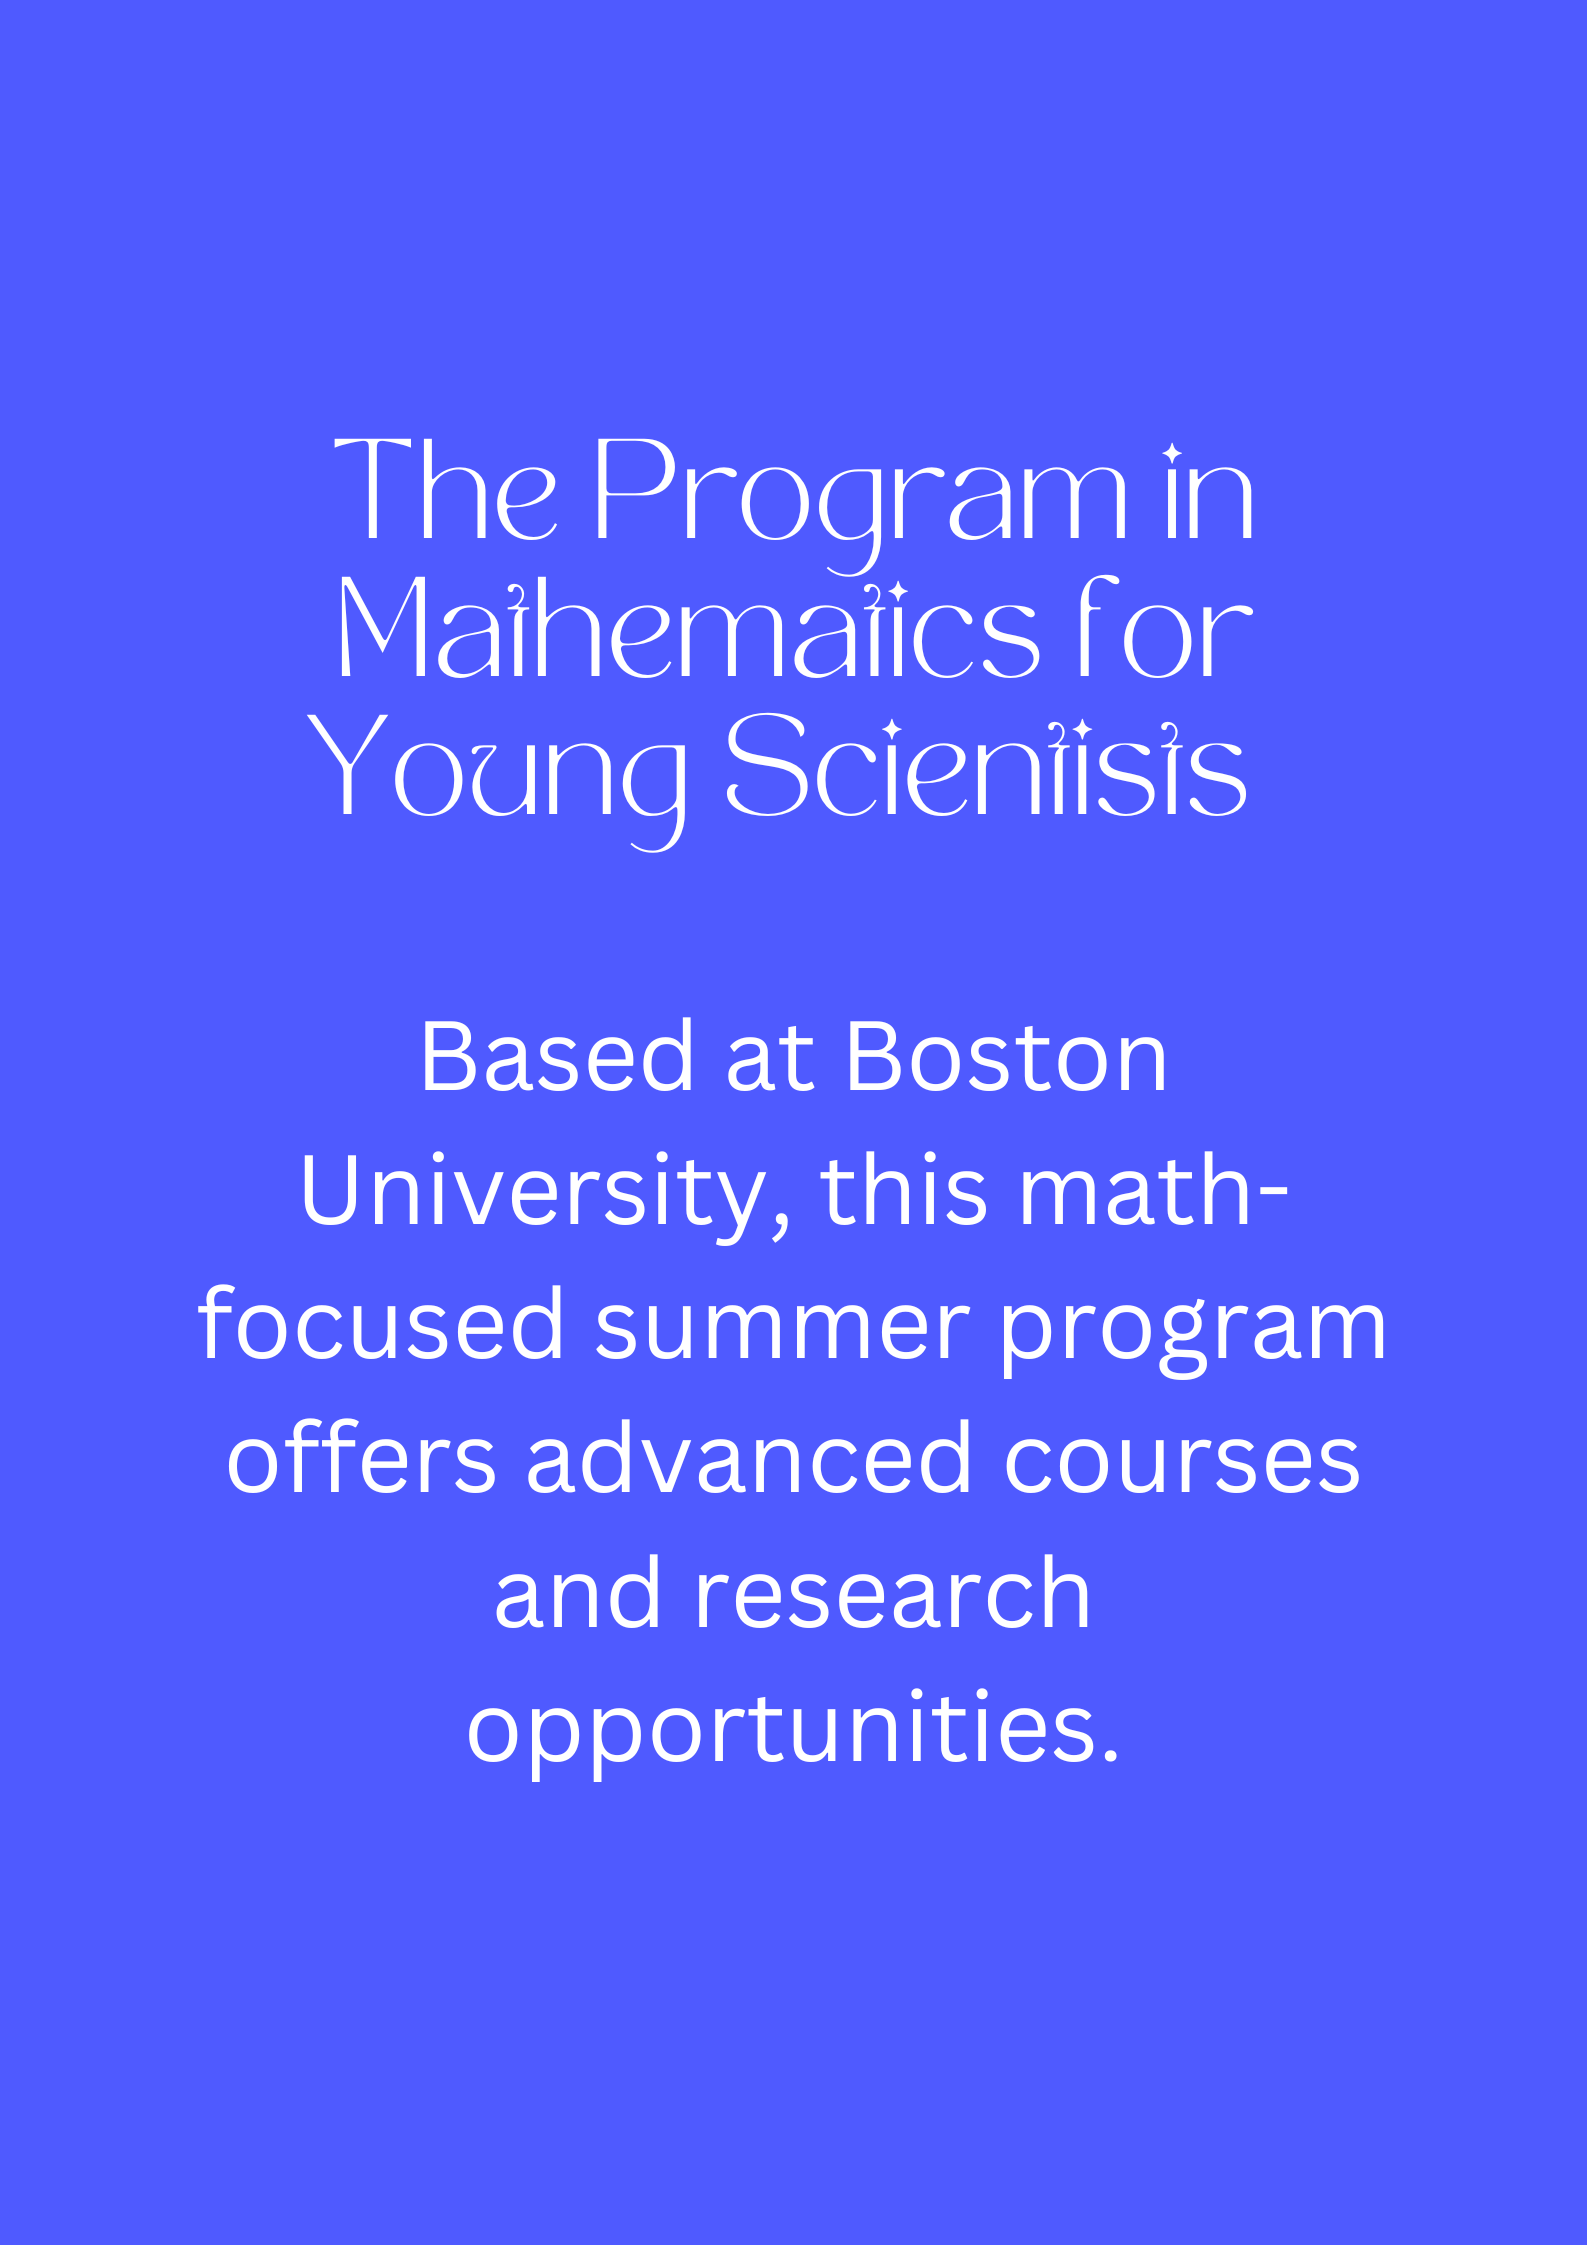 The Program in
Mathematics for
Young Scientists
Based at Boston
University, this math-
focused summer program
offers advanced courses
and research
opportunities.